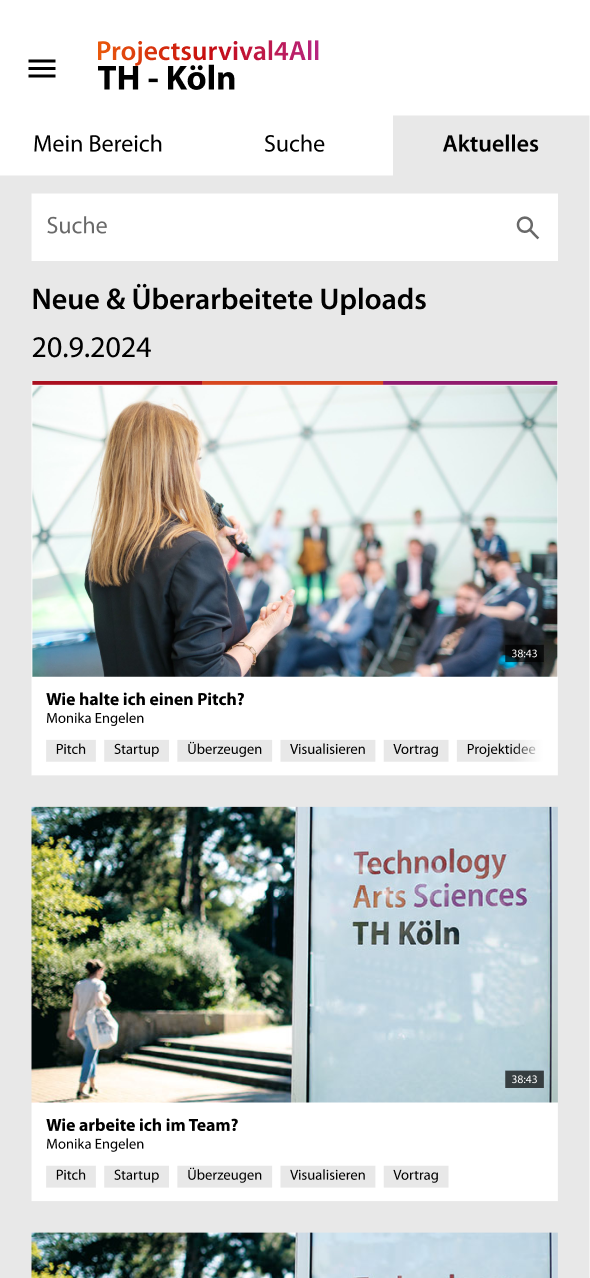 Projectsurvival4All
TH - Köln
Mein Bereich Suche Aktuelles
Suche
Neue & Überarbeitete Uploads
20.9.2024
38:43
Wie halte ich einen Pitch?
Monika Engelen
Pitch Startup Überzeugen Visualisieren Vortrag Projektidee
Technology
Arts Sciences
TH Köln
38:43
Wie arbeite ich im Team?
Monika Engelen
Pitch Startup Überzeugen Visualisieren Vortrag